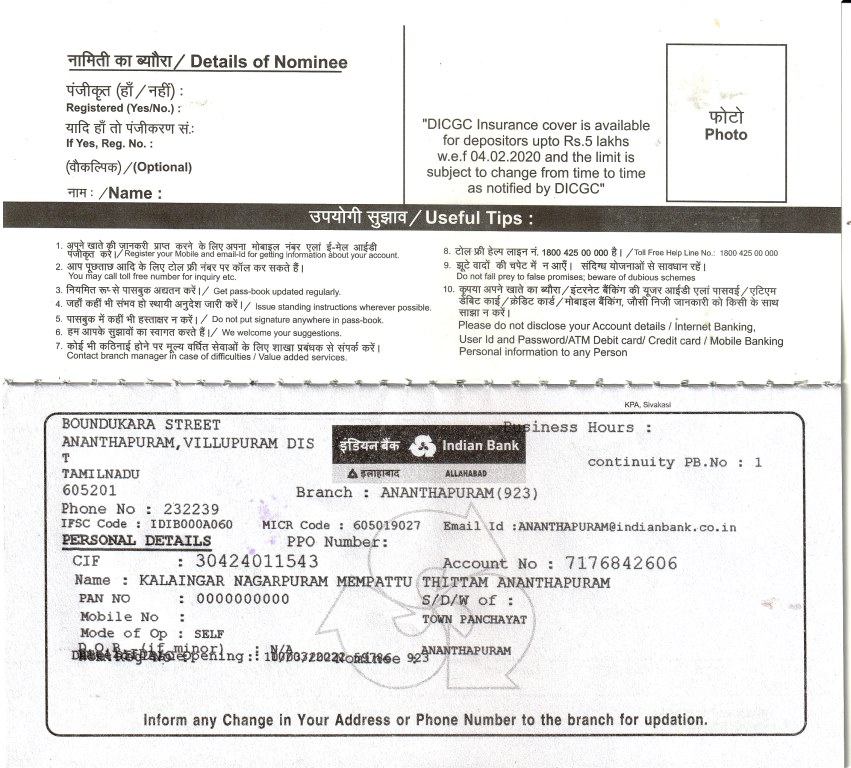 नामिती का ब्यौरा / Details of Nominee
पंजीकृत (हाँ / नहीं) :
Registered (Yes/No.) :
यादि हाँ तो पंजीकरण सं.:
If Yes, Reg. No. :
(वौकल्पिक) / (Optional)
नाम : / Name :
"DICGC Insurance cover is available
for depositors upto Rs.5 lakhs
w.e.f 04.02.2020 and the limit is
subject to change from time to time
as notified by DICGC"
फोटो
Photo
उपयोगी सुझाव / Useful Tips :
1. अपने खाते की जानकरी प्राप्त करने के लिए अपना मोबाइल नंबर एलां ई-मेल आईडी
पंजीकृत करें। / Register your Mobile and email-Id for getting information about your account.
2. आप पूछताछ आदि के लिए टोल फ्री नंबर पर कॉल कर सकते हैं।
You may call toll free number for inquiry etc.
3. नियमित रूप से पासबुक अद्यतन करें। / Get pass-book updated regularly.
4. जहाँ कहीं भी संभव हो स्थायी अनुदेश जारी करें। / Issue standing instructions wherever possible.
5. पासबुक में कहीं भी हस्ताक्षर न करें। / Do not put signature anywhere in pass-book.
6. हम आपके सुझावों का स्वागत करते हैं। / We welcome your suggestions.
7. कोई भी कठिनाई होने पर मूल्य वर्धित सेवाओं के लिए शाखा प्रबंधक से संपर्क करें।
Contact branch manager in case of difficulties / Value added services.
8. टोल फ्री हेल्प लाइन नं. 1800 425 00 000 है। / Toll Free Help Line No.: 1800 425 00 000
9. झूटे वादों की चपेट में न आएँ। संदिग्ध योजनाओं से सावधान रहें।
Do not fall prey to false promises; beware of dubious schemes
10. कृपया अपने खाते का ब्यौरा / इंटरनेट बैंकिंग की यूजर आईडी एलां पासवर्ड / एटिएम
डेबिट कार्ड / क्रेडिट कार्ड / मोबाइल बैंकिंग, जौसी निजी जानकारी को किसी के साथ
साझा न करें।
Please do not disclose your Account details / Internet Banking,
User Id and Password/ATM Debit card/ Credit card / Mobile Banking
Personal information to any Person
KPA, Sivakasi
BOUNDUKARA STREET
ANANTHAPURAM,VILLUPURAM DIS
T
TAMILNADU
605201
Phone No : 232239
इंडियन बैंक Indian Bank
इलाहाबाद ALLAHABAD
Business Hours :
continuity PB.No : 1
Branch : ANANTHAPURAM(923)
IFSC Code : IDIB000A060 MICR Code : 605019027 Email Id :ANANTHAPURAM@indianbank.co.in
PERSONAL DETAILS PPO Number:
CIF : 30424011543 Account No : 7176842606
Name : KALAINGAR NAGARPURAM MEMPATTU THITTAM ANANTHAPURAM
PAN NO : 0000000000 S/D/W of :
Mobile No : TOWN PANCHAYAT
Mode of Op : SELF
D.O.B. (if minor) : N/A ANANTHAPURAM
Nominee 923
Inform any Change in Your Address or Phone Number to the branch for updation.